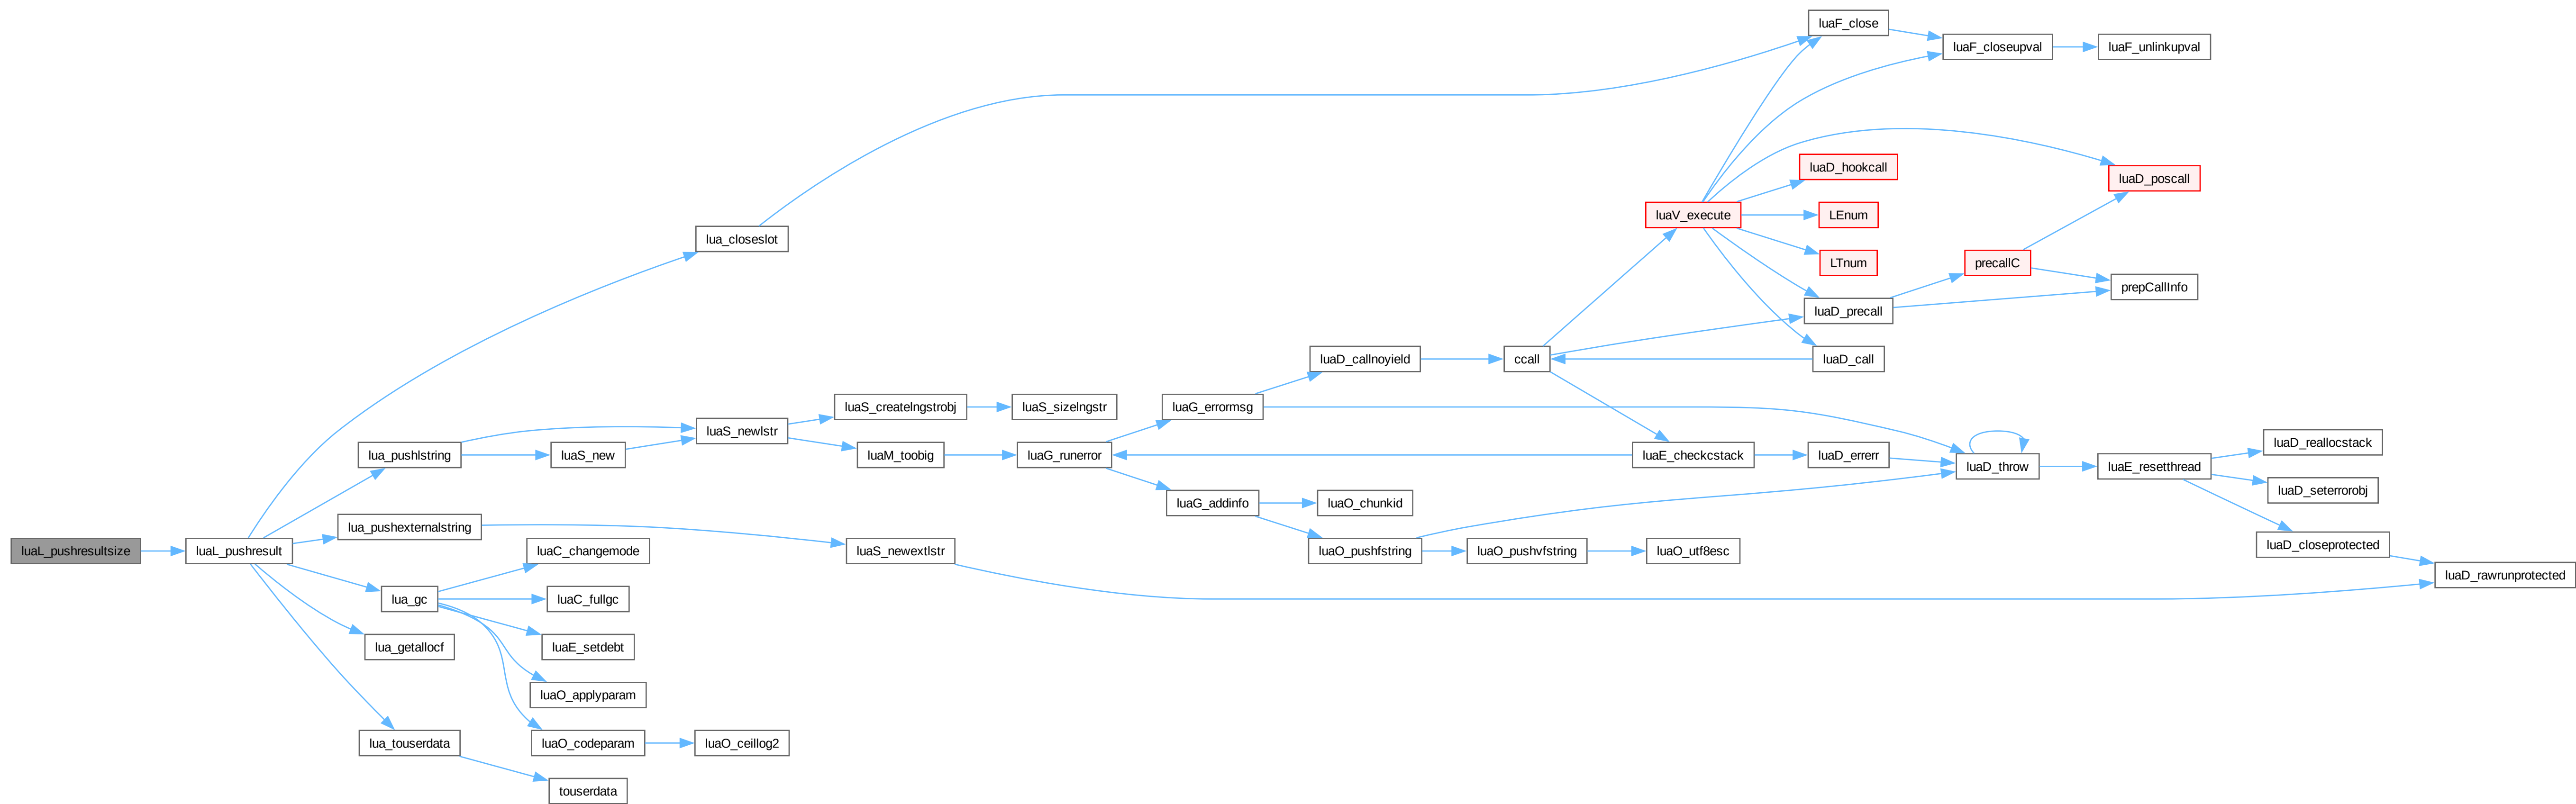 luaF_close
luaF_closeupval
luaF_unlinkupval
luaD_hookcall
luaD_poscall
luaV_execute
LEnum
lua_closeslot
LTnum
precallC
prepCallInfo
luaD_precall
luaD_callnoyield
ccall
luaD_call
luaS_createlngstrobj
luaS_sizelngstr
luaG_errormsg
luaS_newlstr
luaD_reallocstack
lua_pushlstring
luaS_new
luaM_toobig
luaG_runerror
luaE_checkcstack
luaD_errerr
luaD_throw
luaE_resetthread
luaD_seterrorobj
luaG_addinfo
luaO_chunkid
lua_pushexternalstring
luaD_closeprotected
luaL_pushresultsize
luaL_pushresult
luaC_changemode
luaS_newextlstr
luaO_pushfstring
luaO_pushvfstring
luaO_utf8esc
luaD_rawrunprotected
lua_gc
luaC_fullgc
lua_getallocf
luaE_setdebt
luaO_applyparam
lua_touserdata
luaO_codeparam
luaO_ceillog2
touserdata